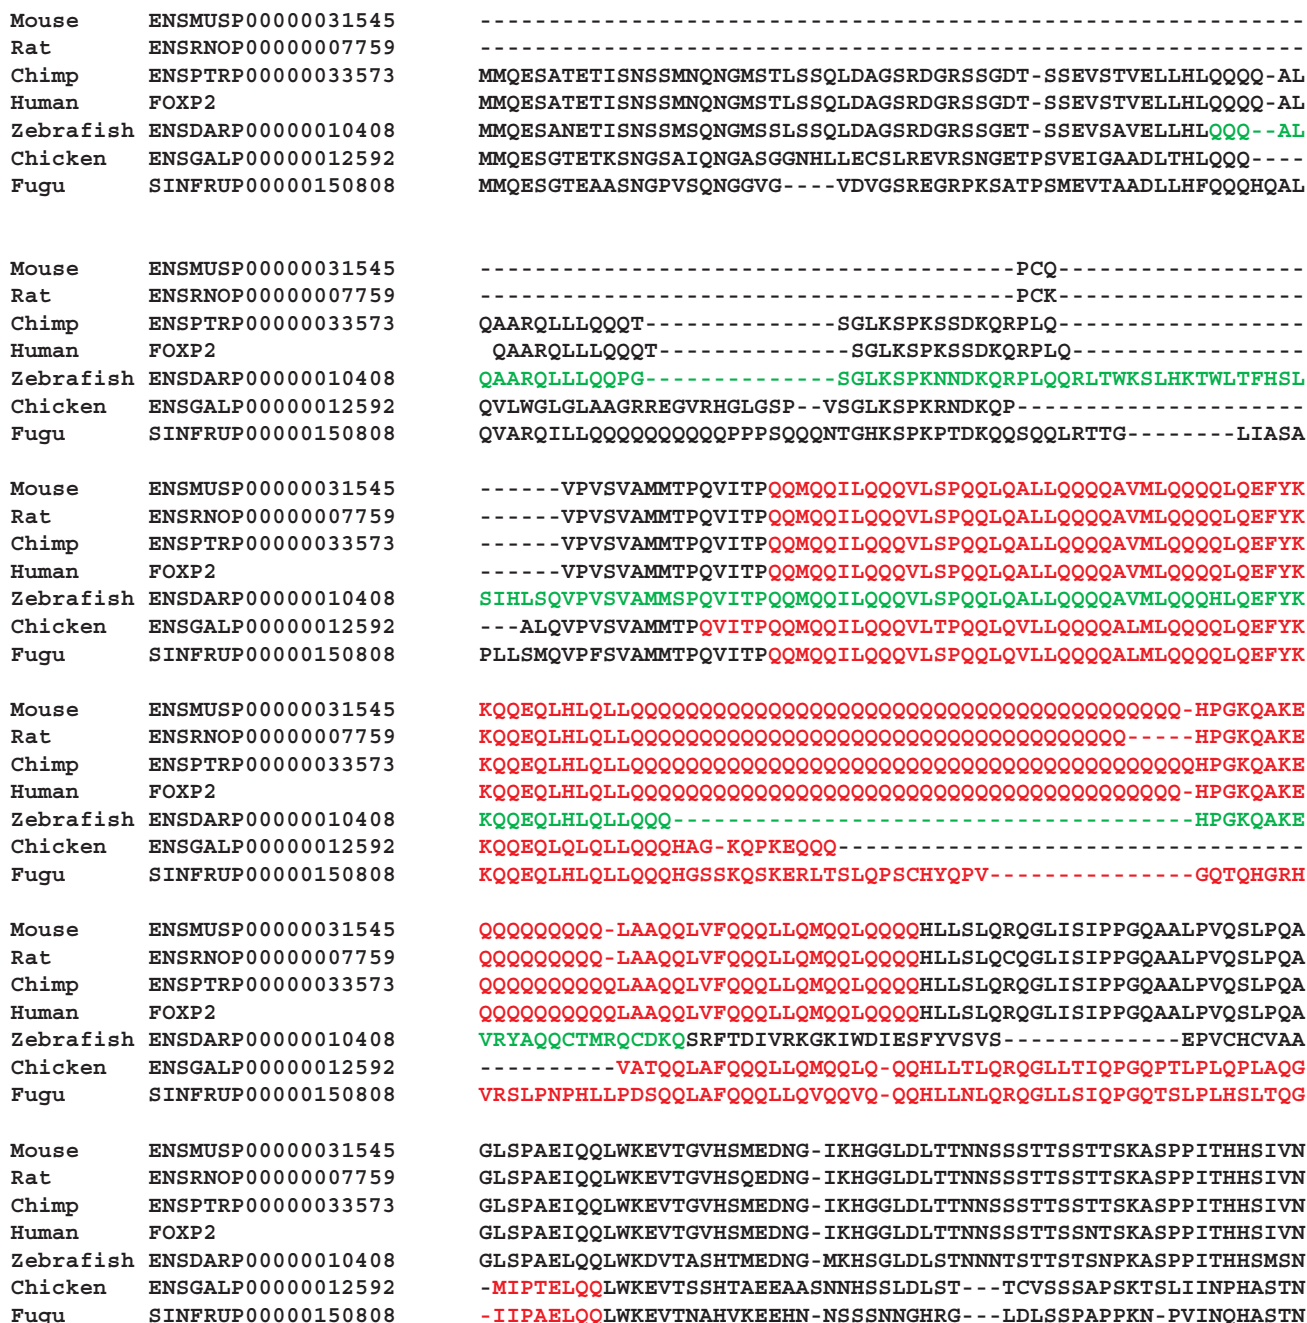 Mouse ENSMUSP00000031545 ------------------------------------------------------------
Rat ENSRNOP00000007759 ------------------------------------------------------------
Chimp ENSPTRP00000033573 MMQESATETISNSSMNQNGMSTLSSQLDAGSRDGRSSGDT-SSEVSTVELLHLQQQQ-AL
Human FOXP2 MMQESATETISNSSMNQNGMSTLSSQLDAGSRDGRSSGDT-SSEVSTVELLHLQQQQ-AL
Zebrafish ENSDARP00000010408 MMQESANETISNSSMSQNGMSSLSSQLDAGSRDGRSSGET-SSEVSAVELLHLQQQ--AL
Chicken ENSGALP00000012592 MMQESGTETKSNGSAIQNGASGGNHLLECSLREVRSNGETPSVEIGAADLTHLQQQ----
Fugu SINFRUP00000150808 MMQESGTEAASNGPVSQNGGVG----VDVGSREGRPKSATPSMEVTAADLLHFQQQHQAL
Mouse ENSMUSP00000031545 ---------------------------------------PCQ------------------
Rat ENSRNOP00000007759 ---------------------------------------PCK------------------
Chimp ENSPTRP00000033573 QAARQLLLQQQT--------------SGLKSPKSSDKQRPLQ------------------
Human FOXP2 QAARQLLLQQQT--------------SGLKSPKSSDKQRPLQ-----------------
Zebrafish ENSDARP00000010408 QAARQLLLQQPG--------------SGLKSPKNNDKQRPLQQRLTWKSLHKTWLTFHSL
Chicken ENSGALP00000012592 QVLWGLGLAAGRREGVRHGLGSP--VSGLKSPKRNDKQP---------------------
Fugu SINFRUP00000150808 QVARQILLQQQQQQQQQQPPPSQQQNTGHKSPKPTDKQQSQQLRTTG--------LIASA
Mouse ENSMUSP00000031545 ------VPVSVAMMTPQVITPQQMQQILQQQVLSPQQLQALLQQQQAVMLQQQQLQEFYK
Rat ENSRNOP00000007759 ------VPVSVAMMTPQVITPQQMQQILQQQVLSPQQLQALLQQQQAVMLQQQQLQEFYK
Chimp ENSPTRP00000033573 ------VPVSVAMMTPQVITPQQMQQILQQQVLSPQQLQALLQQQQAVMLQQQQLQEFYK
Human FOXP2 ------VPVSVAMMTPQVITPQQMQQILQQQVLSPQQLQALLQQQQAVMLQQQQLQEFYK
Zebrafish ENSDARP00000010408 SIHLSQVPVSVAMMSPQVITPQQMQQILQQQVLSPQQLQALLQQQQAVMLQQQHLQEFYK
Chicken ENSGALP00000012592 ---ALQVPVSVAMMTPQVITPQQMQQILQQQVLTPQQLQVLLQQQQALMLQQQQLQEFYK
Fugu SINFRUP00000150808 PLLSMQVPFSVAMMTPQVITPQQMQQILQQQVLSPQQLQVLLQQQQALMLQQQQLQEFYK
Mouse ENSMUSP00000031545 KQQEQLHLQLLQQQQQQQQQQQQQQQQQQQQQQQQQQQQQQQQQQQQQQQQ-HPGKQAKE
Rat ENSRNOP00000007759 KQQEQLHLQLLQQQQQQQQQQQQQQQQQQQQQQQQQQQQQQQQQQQQ-----HPGKQAKE
Chimp ENSPTRP00000033573 KQQEQLHLQLLQQQQQQQQQQQQQQQQQQQQQQQQQQQQQQQQQQQQQQQQQHPGKQAKE
Human FOXP2 KQQEQLHLQLLQQQQQQQQQQQQQQQQQQQQQQQQQQQQQQQQQQQQQQQQ-HPGKQAKE
Zebrafish ENSDARP00000010408 KQQEQLHLQLLQQQ--------------------------------------HPGKQAKE
Chicken ENSGALP00000012592 KQQEQLQLQLLQQQHAG-KQPKEQQQ----------------------------------
Fugu SINFRUP00000150808 KQQEQLHLQLLQQQHGSSKQSKERLTSLQPSCHYQPV---------------GQTQHGRH
Mouse ENSMUSP00000031545 QQQQQQQQQ-LAAQQLVFQQQLLQMQQLQQQQHLLSLQRQGLISIPPGQAALPVQSLPQA
Rat ENSRNOP00000007759 QQQQQQQQQ-LAAQQLVFQQQLLQMQQLQQQQHLLSLQCQGLISIPPGQAALPVQSLPQA
Chimp ENSPTRP00000033573 QQQQQQQQQQLAAQQLVFQQQLLQMQQLQQQQHLLSLQRQGLISIPPGQAALPVQSLPQA
Human FOXP2 QQQQQQQQQQLAAQQLVFQQQLLQMQQLQQQQHLLSLQRQGLISIPPGQAALPVQSLPQA
Zebrafish ENSDARP00000010408 VRYAQQCTMRQCDKQSRFTDIVRKGKIWDIESFYVSVS-------------EPVCHCVAA
Chicken ENSGALP00000012592 ----------VATQQLAFQQQLLQMQQLQ-QQHLLTLQRQGLLTIQPGQPTLPLQPLAQG
Fugu SINFRUP00000150808 VRSLPNPHLLPDSQQLAFQQQLLQVQQVQ-QQHLLNLQRQGLLSIQPGQTSLPLHSLTQG
Mouse ENSMUSP00000031545 GLSPAEIQQLWKEVTGVHSMEDNG-IKHGGLDLTTNNSSSTTSSTTSKASPPITHHSIVN
Rat ENSRNOP00000007759 GLSPAEIQQLWKEVTGVHSQEDNG-IKHGGLDLTTNNSSSTTSSTTSKASPPITHHSIVN
Chimp ENSPTRP00000033573 GLSPAEIQQLWKEVTGVHSMEDNG-IKHGGLDLTTNNSSSTTSSTTSKASPPITHHSIVN
Human FOXP2 GLSPAEIQQLWKEVTGVHSMEDNG-IKHGGLDLTTNNSSSTTSSNTSKASPPITHHSIVN
Zebrafish ENSDARP00000010408 GLSPAELQQLWKDVTASHTMEDNG-MKHSGLDLSTNNNTSTTSTSNPKASPPITHHSMSN
Chicken ENSGALP00000012592 -MIPTELQQLWKEVTSSHTAEEAASNNHSSLDLST---TCVSSSAPSKTSLIINPHASTN
Fugu SINFRUP00000150808 -IIPAELQQLWKEVTNAHVKEEHN-NSSSNNGHRG---LDLSSPAPPKN-PVINQHASTN